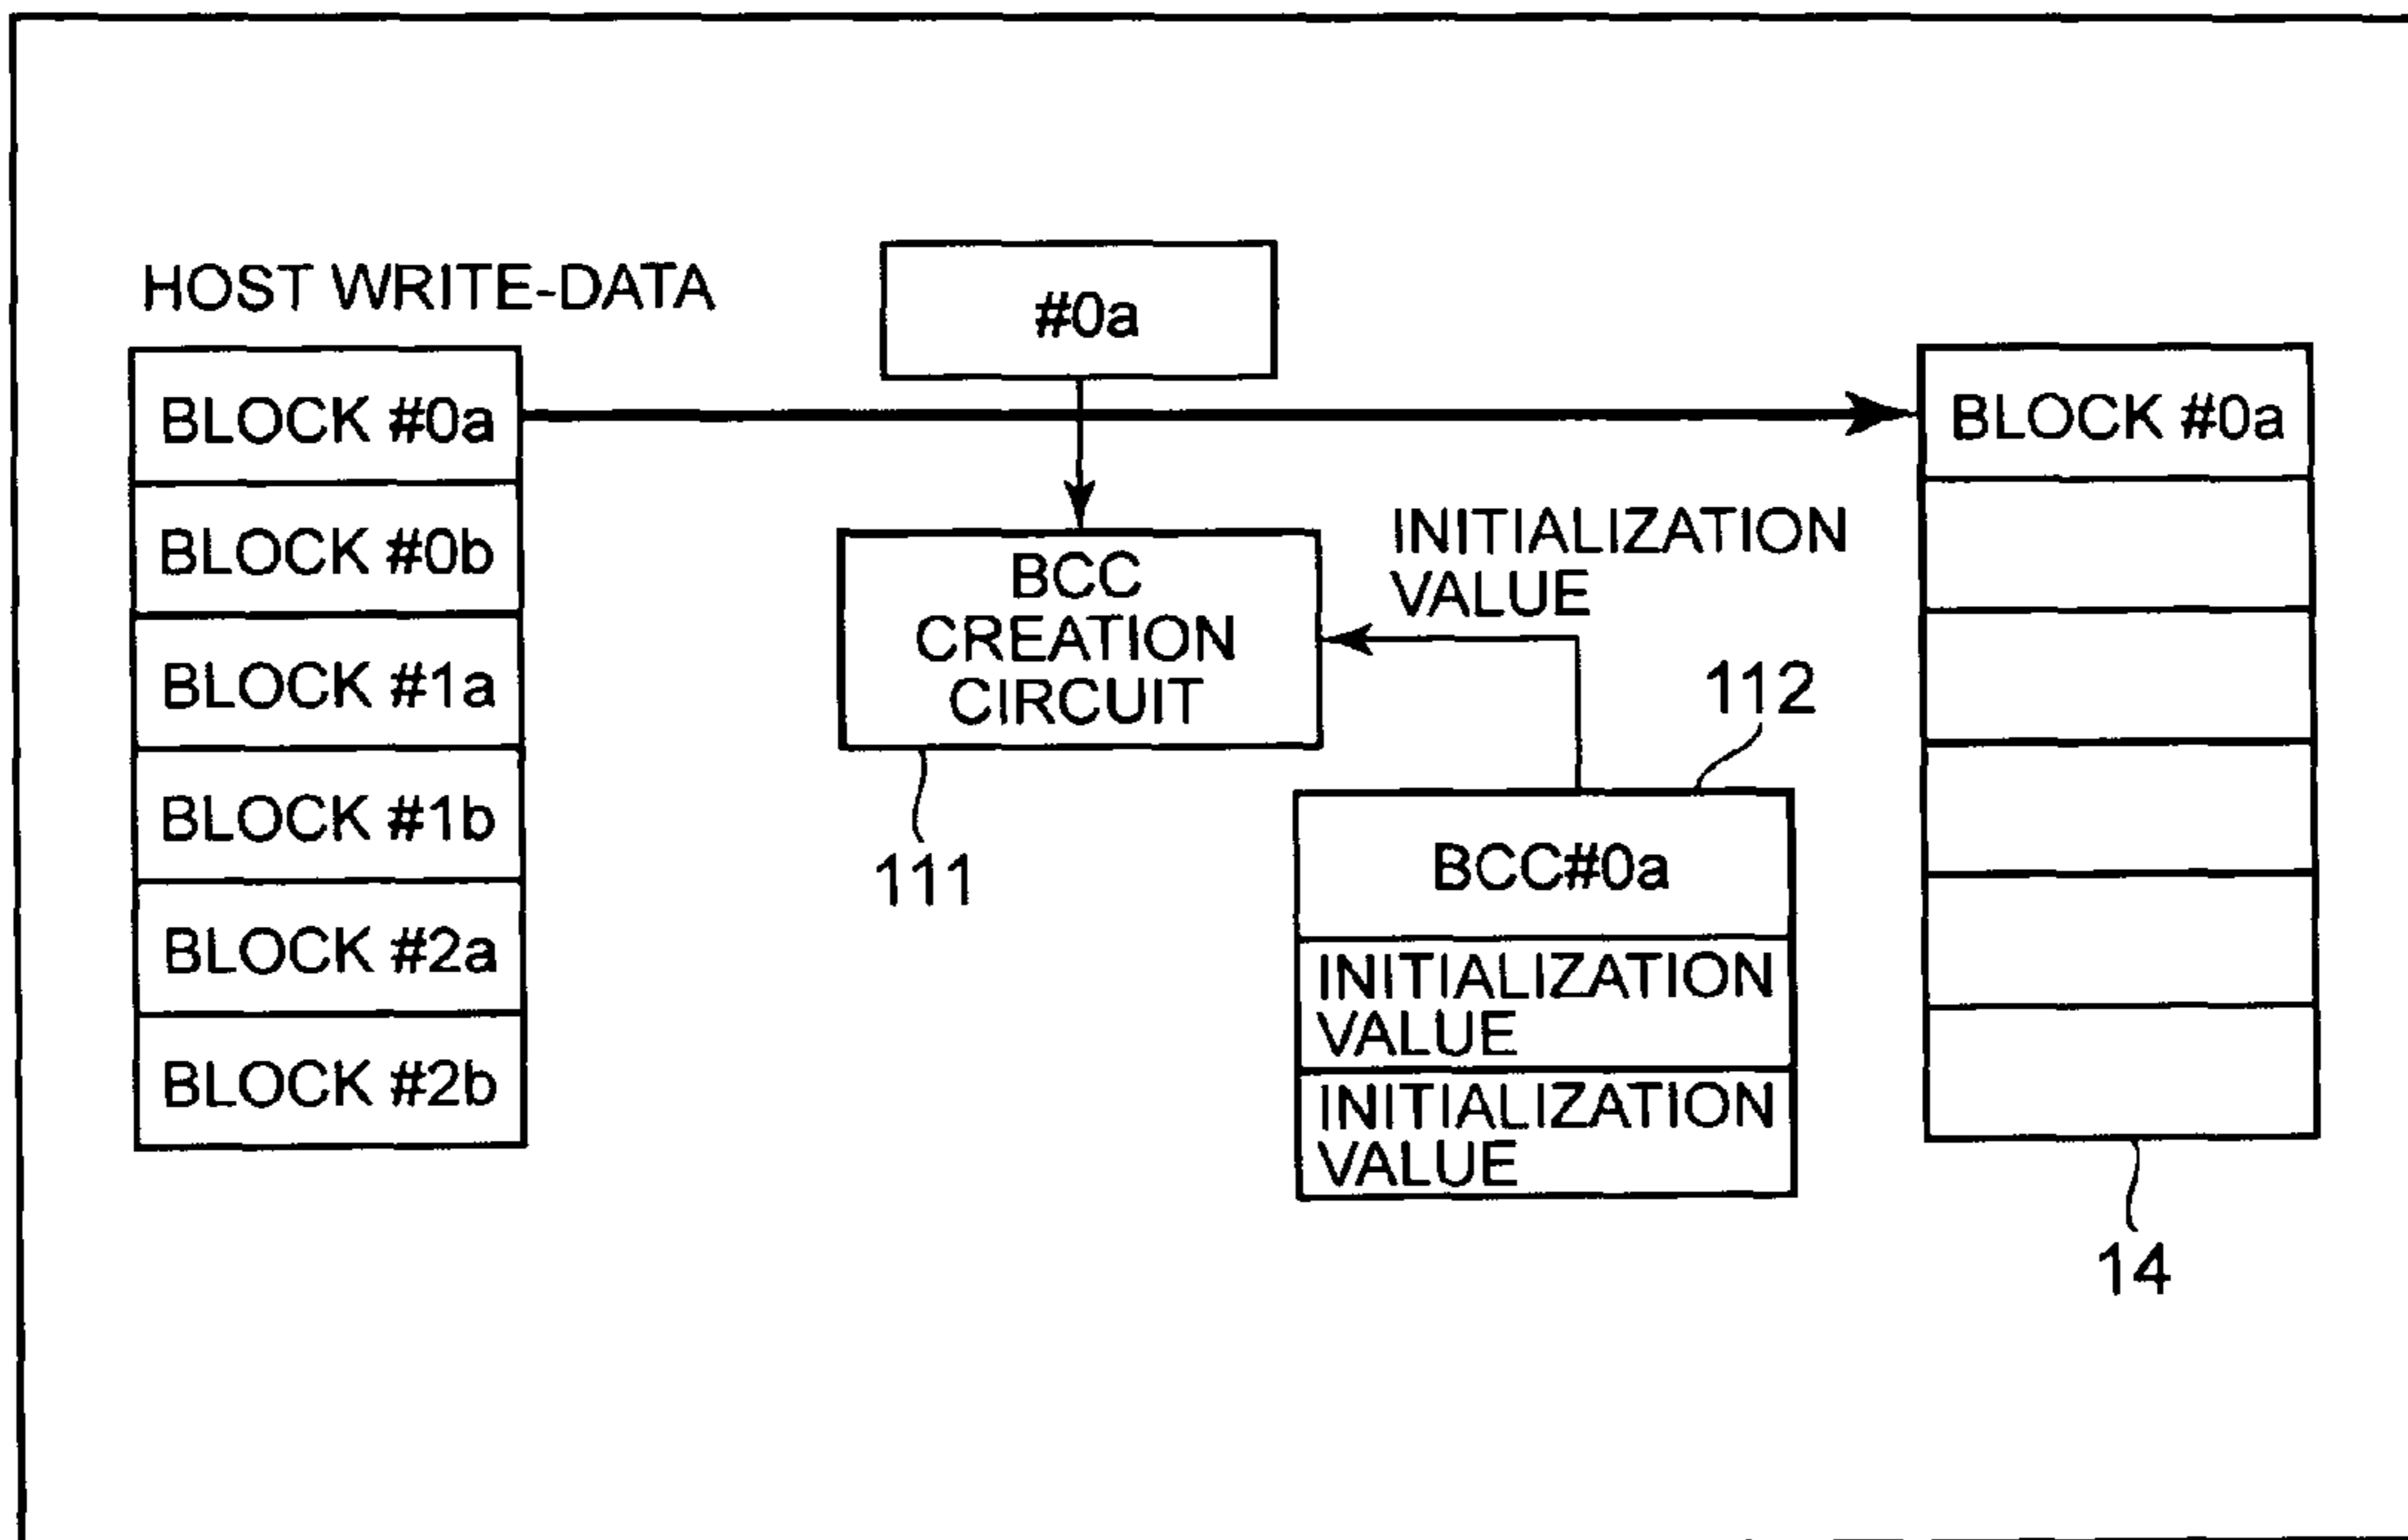 HOST WRITE-DATA
BLOCK #0a
BLOCK #0b
BLOCK #1a
BLOCK #1b
BLOCK #2a
BLOCK #2b
#0a
BCC
CREATION
CIRCUIT
111
INITIALIZATION
VALUE
112
BCC#0a
INITIALIZATION
VALUE
INITIALIZATION
VALUE
BLOCK #0a
14